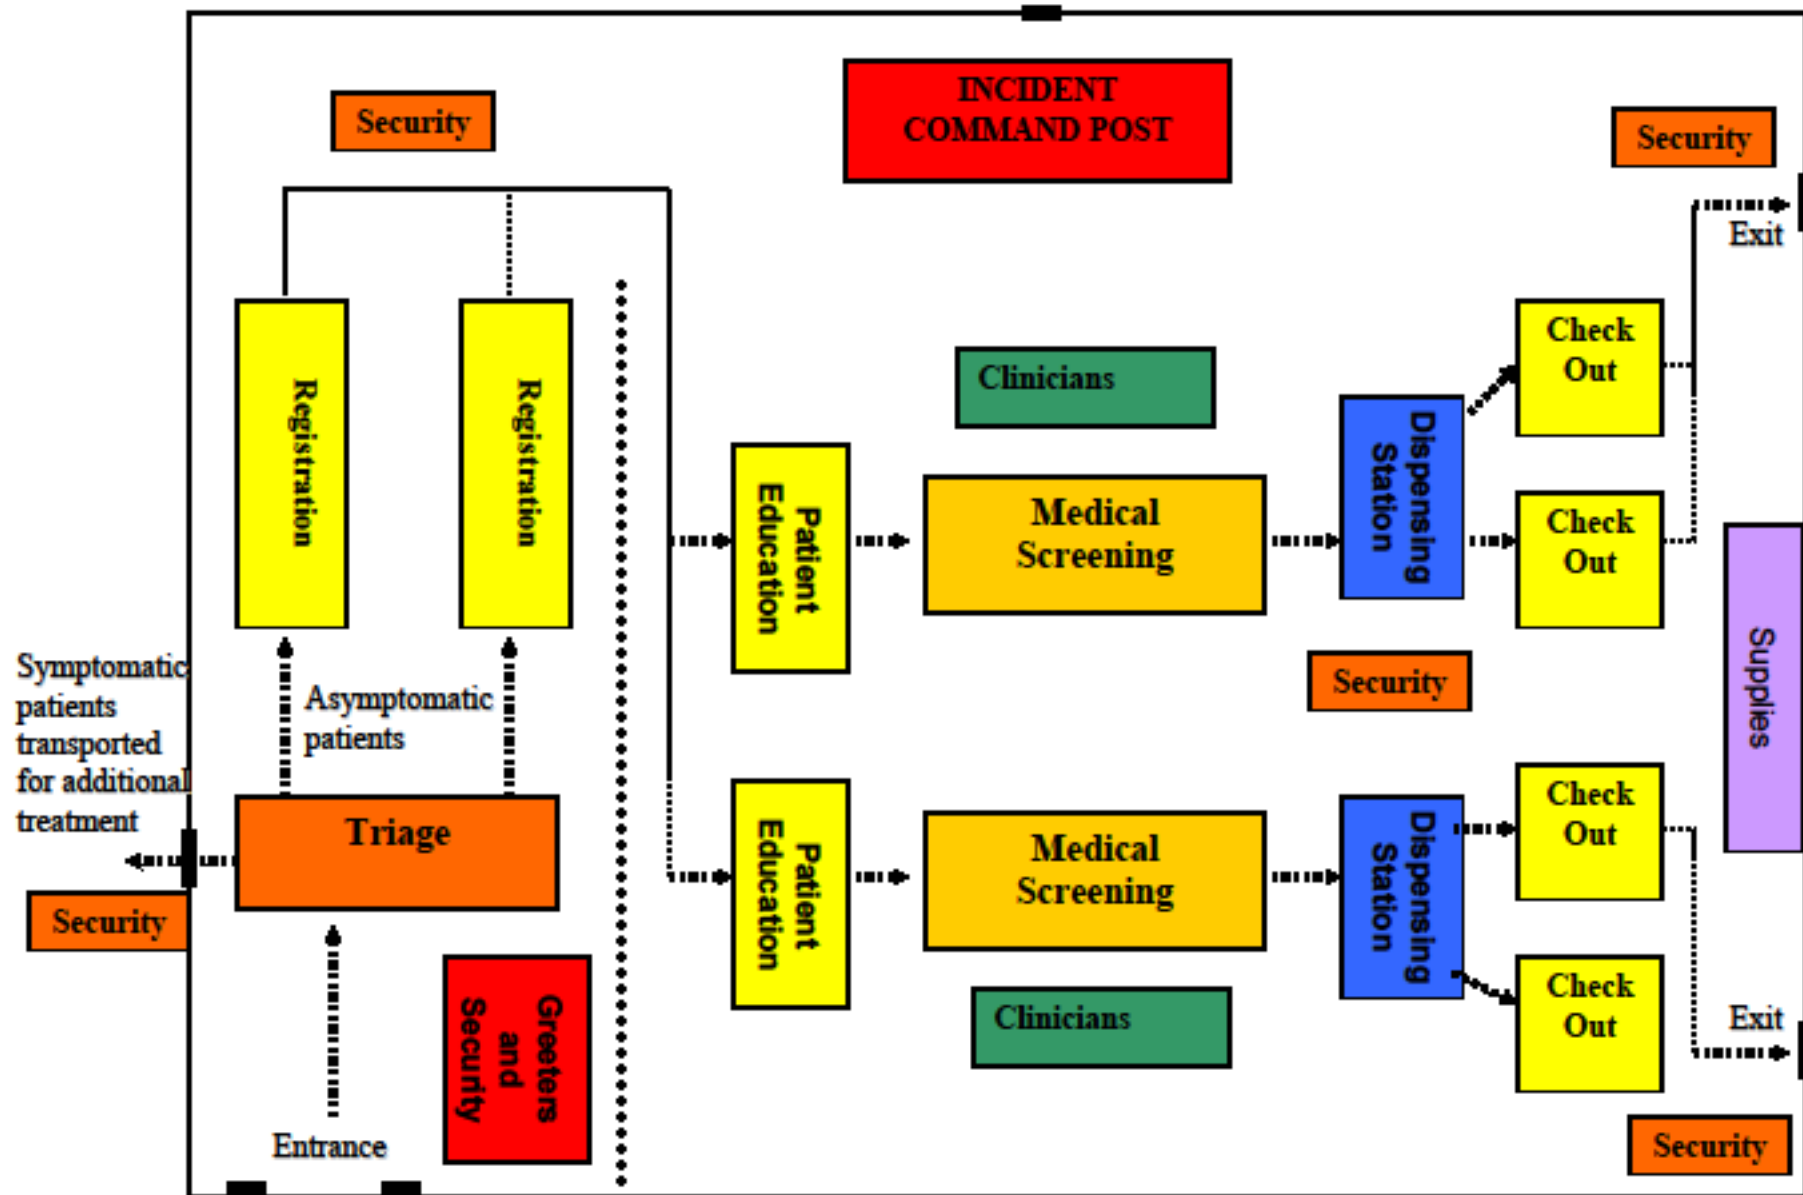 INCIDENT
COMMAND POST
Security
Security
Exit
Registration
Registration
Clinicians
Check
Out
Dispensing
Station
Patient
Education
Medical
Screening
Check
Out
Security
Supplies
Symptomatic
patients
transported
for additional
treatment
Asymptomatic
patients
Triage
Security
Patient
Education
Medical
Screening
Dispensing
Station
Check
Out
Check
Out
Clinicians
Greeters
and
Security
Entrance
Exit
Security